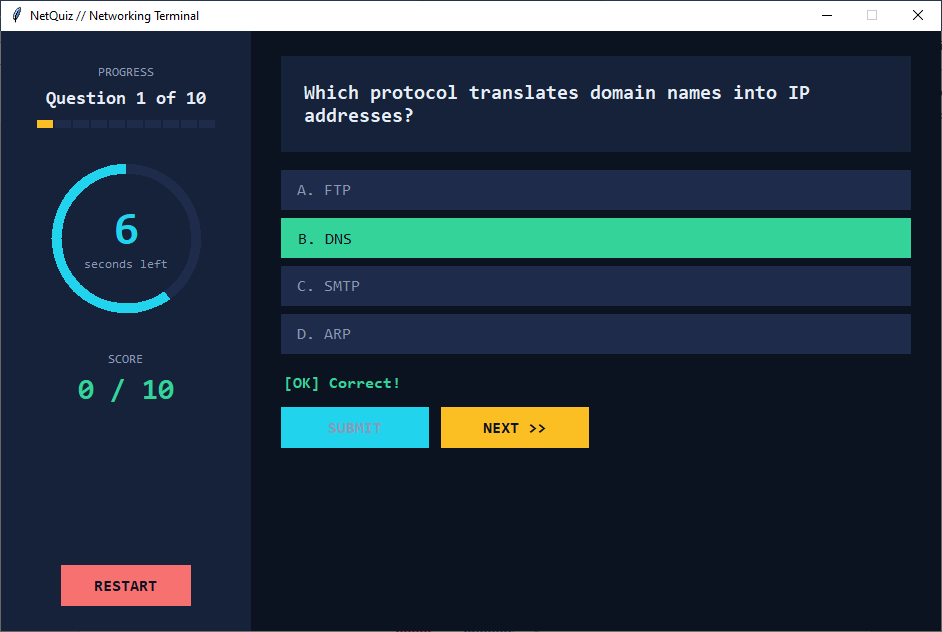 NetQuiz // Networking Terminal
PROGRESS
Question 1 of 10
6
seconds left
SCORE
0 / 10
RESTART
Which protocol translates domain names into IP
addresses?
A. FTP
B. DNS
C. SMTP
D. ARP
[OK] Correct!
SUBMIT
NEXT >>